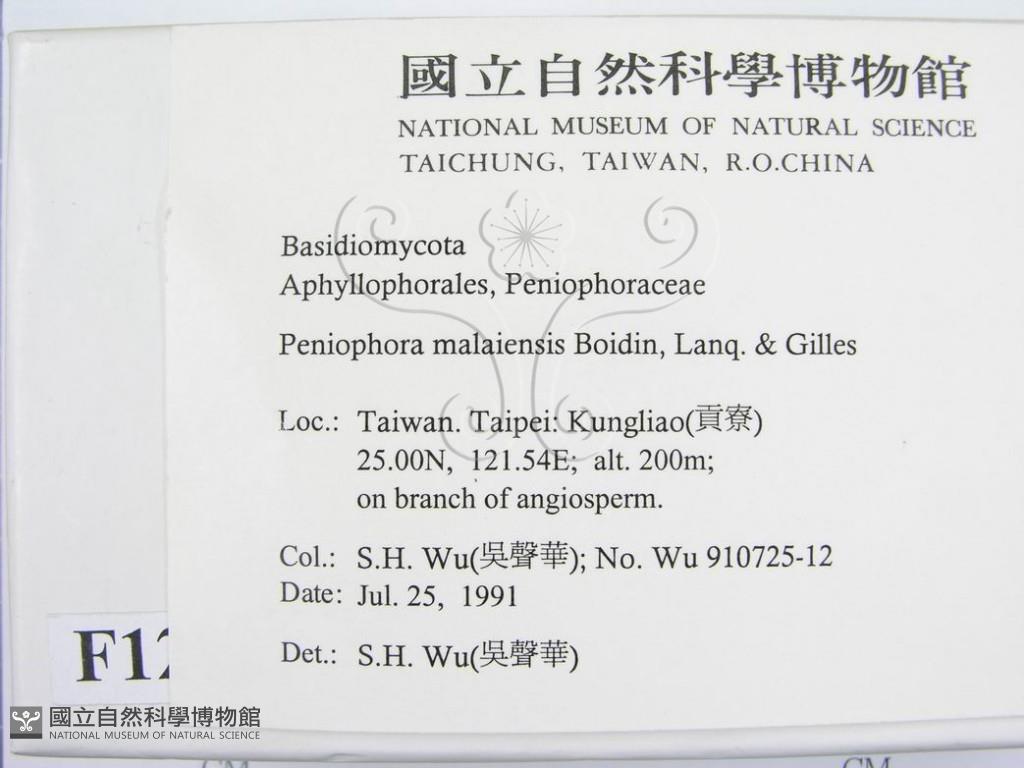 國立自然科學博物館
NATIONAL MUSEUM OF NATURAL SCIENCE
TAICHUNG, TAIWAN, R.O.CHINA
Basidiomycota
Aphyllophorales, Peniophoraceae
Peniophora malaiensis Boidin, Lanq. & Gilles
Loc.: Taiwan. Taipei: Kungliao(貢寮)
25.00N, 121.54E; alt. 200m;
on branch of angiosperm.
Col.: S.H. Wu(吳聲華); No. Wu 910725-12
Date: Jul. 25, 1991
Det.: S.H. Wu(吳聲華)
F12
國立自然科學博物館
NATIONAL MUSEUM OF NATURAL SCIENCE
CM CM